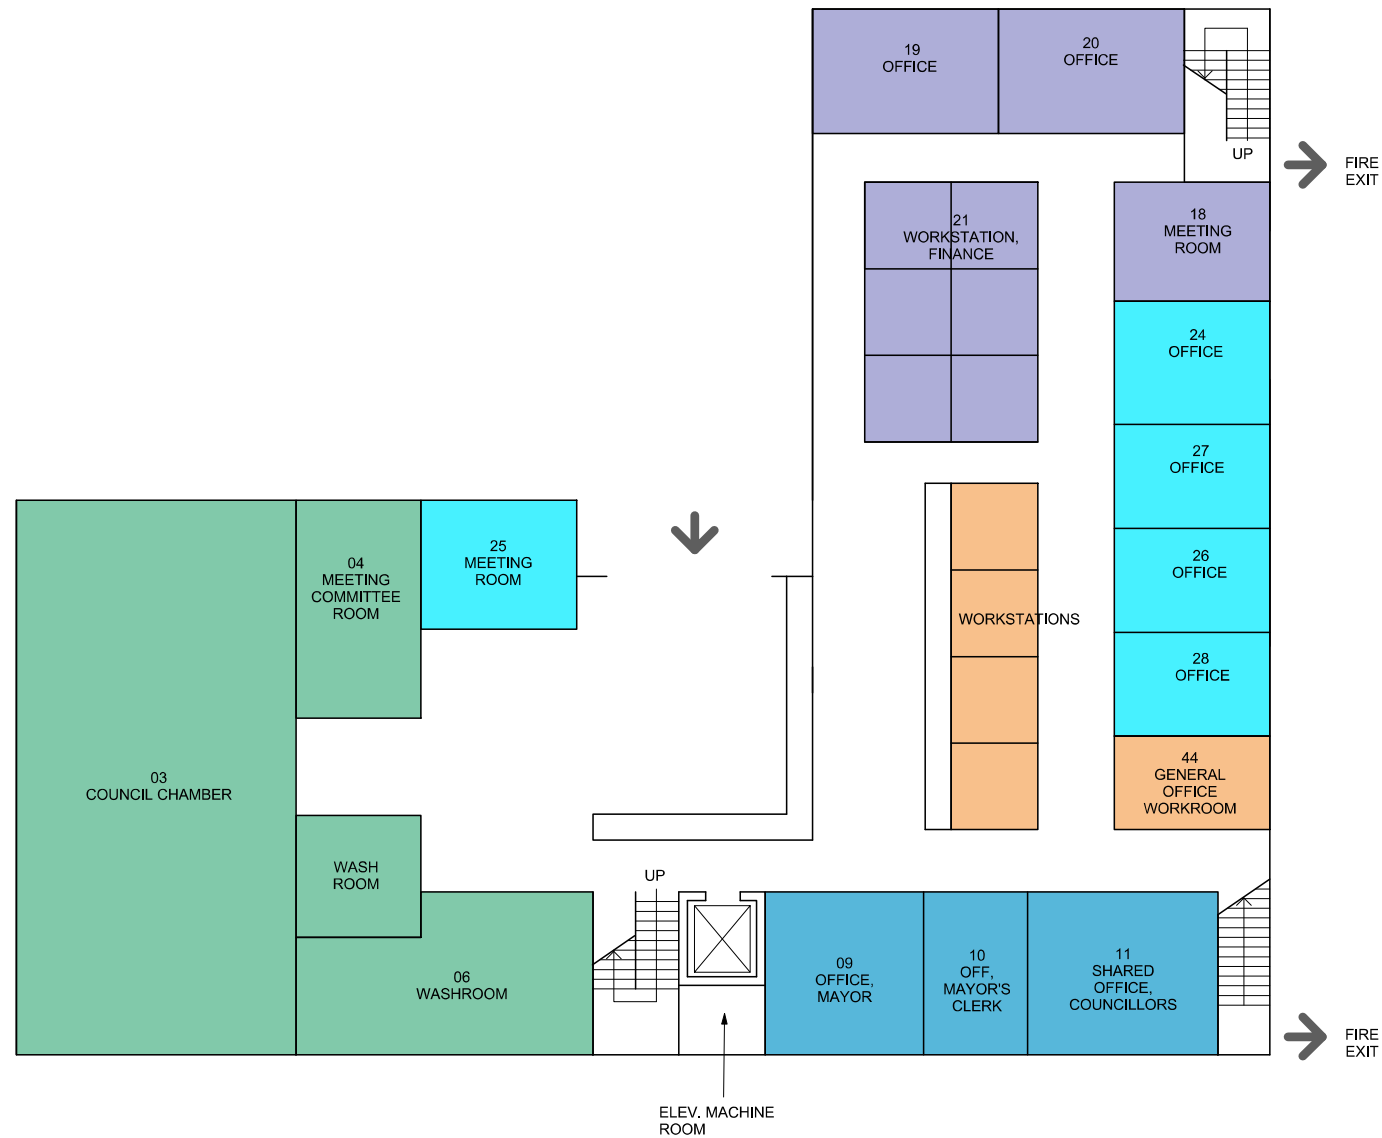 19
OFFICE
20
OFFICE
UP
FIRE
EXIT
21
WORKSTATION,
FINANCE
18
MEETING
ROOM
24
OFFICE
27
OFFICE
26
OFFICE
28
OFFICE
44
GENERAL
OFFICE
WORKROOM
WORKSTATIONS
25
MEETING
ROOM
04
MEETING
COMMITTEE
ROOM
03
COUNCIL CHAMBER
WASH
ROOM
06
WASHROOM
UP
09
OFFICE,
MAYOR
10
OFF,
MAYOR'S
CLERK
11
SHARED
OFFICE,
COUNCILLORS
FIRE
EXIT
ELEV. MACHINE
ROOM